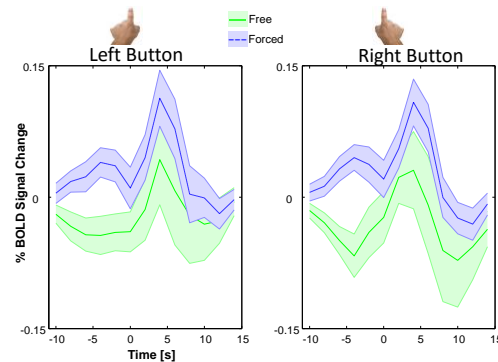 Free
Forced
Left Button
Right Button
0.15
0
-0.15
% BOLD Signal Change
-10 -5 0 5 10 15
Time [s]
0.15
0
-0.15
-10 -5 0 5 10 15